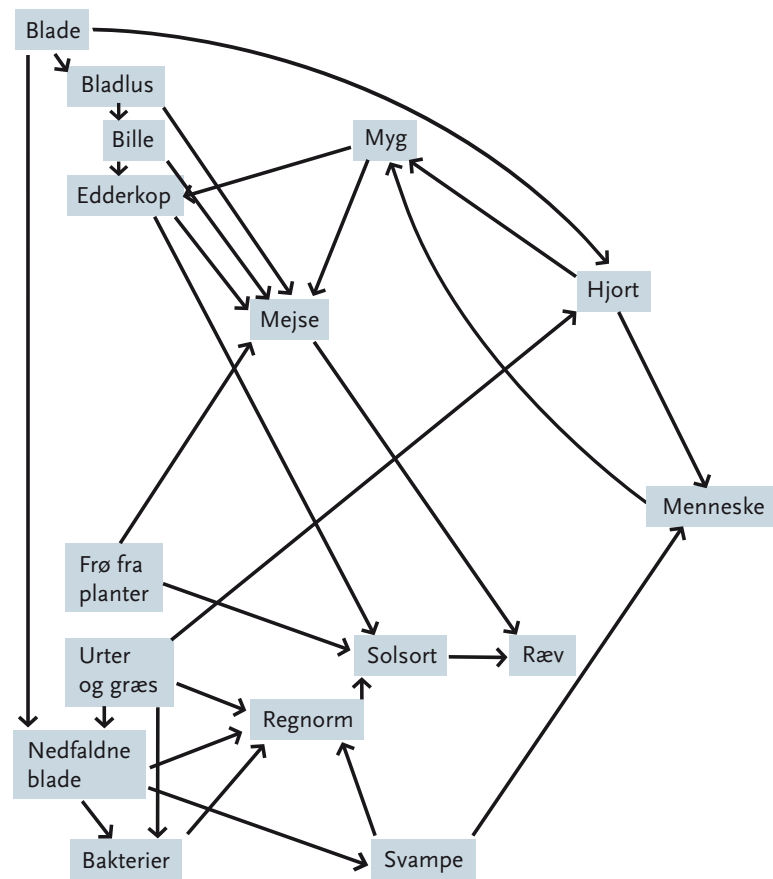 Blade
Bladlus
Bille
Myg
Edderkop
Hjort
Mejse
Menneske
Frø fra
planter
Urter
og græs
Solsort
Ræv
Regnorm
Nedfaldne
blade
Bakterier
Svampe